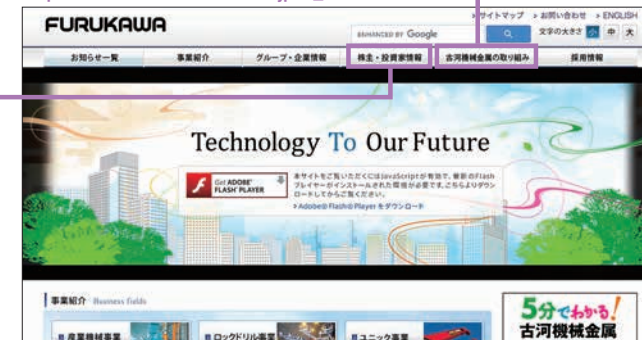 サイトマップ お問い合わせ ENGLISH
FURUKAWA
ENHANCED BY Google
文字の大きさ 小 中 大
お知らせ一覧 事業紹介 グループ・企業情報 株主・投資家情報 古河機械金属の取り組み 採用情報
Technology To Our Future
Get ADOBE®
FLASH® PLAYER
本サイトをご覧いただくにはJavaScriptが有効で、最新のFlash
プレイヤーがインストールされた環境が必要です。こちらよりダウン
ロードしてからご覧ください。
Adobe® Flash® Player をダウンロード
事業紹介 Business fields
5分でわかる!
古河機械金属
産業機械事業 ロックドリル事業 ユニック事業